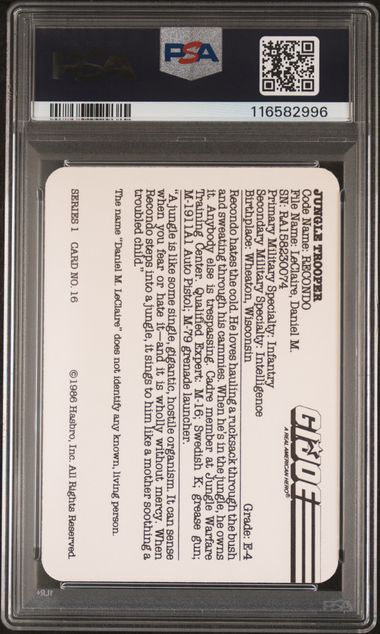 PSA
PSA
116582996
JUNGLE TROOPER
Code Name: RECONDO
File Name: LeClaire, Daniel M.
SN: RA158230074
Primary Military Specialty: Infantry
Secondary Military Specialty: Intelligence
Birthplace: Wheaton, Wisconsin Grade: E4
G.I. JOE
A REAL AMERICAN HERO®
Recondo hates the cold. He loves hauling a rucksack through the bush
and sweating through his cammies. When he's in the jungle, he owns
it. Anybody else is trespassing. Cadre member at Jungle Warfare
Training Center. Qualified Expert: M-16; Swedish K; grease gun;
M-1911A1 Auto Pistol; M-79 grenade launcher.
"A jungle is like some single, gigantic, hostile organism. It can sense
when you fear or hate it—and it is wholly without mercy. When
Recondo steps into a jungle, it sings to him like a mother soothing a
troubled child."
The name "Daniel M. LeClaire" does not identify any known, living person.
SERIES 1 CARD NO. 16 ©1986 Hasbro, Inc. All Rights Reserved.
PSA